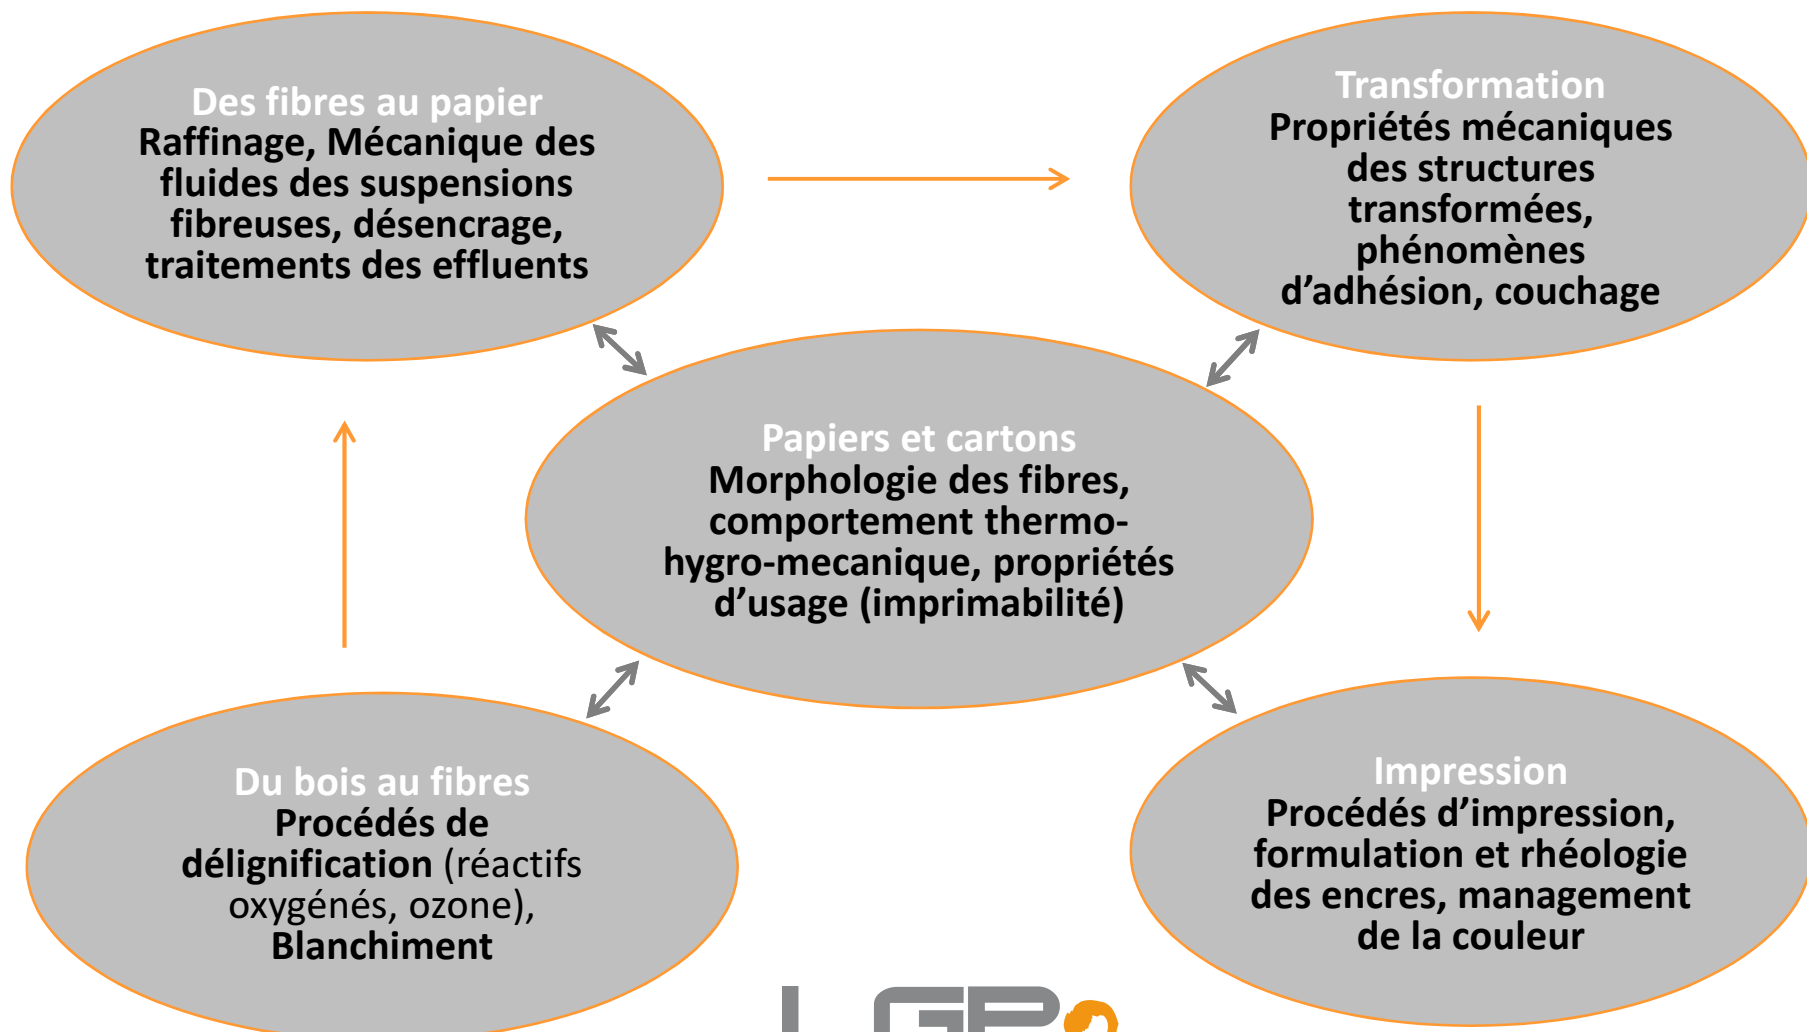 Des fibres au papier
Raffinage, Mécanique des
fluides des suspensions
fibreuses, désencrage,
traitements des effluents
Transformation
Propriétés mécaniques
des structures
transformées,
phénomènes
d’adhésion, couchage
Papiers et cartons
Morphologie des fibres,
comportement thermo-
hygro-mecanique, propriétés
d’usage (imprimabilité)
Du bois au fibres
Procédés de
délignification (réactifs
oxygénés, ozone),
Blanchiment
Impression
Procédés d’impression,
formulation et rhéologie
des encres, management
de la couleur